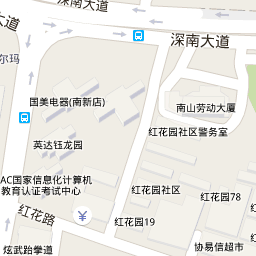 大道
深南大道
尔玛
国美电器(南新店)
南山劳动大厦
红花园社区警务室
英达钰龙园
AC国家信息化计算机
教育认证考试中心
红花园社区
红花园78
红花路
¥
红花园19
炫武跆拳道
协易信超市